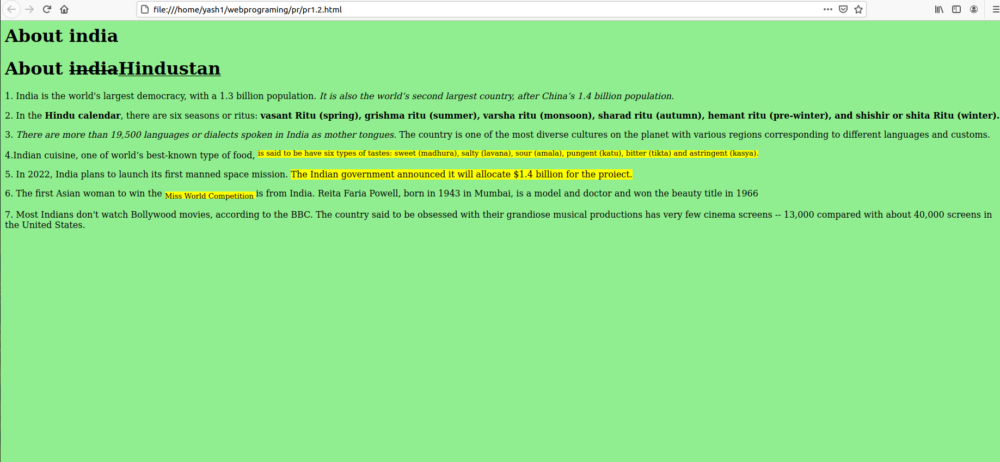 file:///home/yash1/webprograming/pr/pr1.2.html
About india
About indiaHindustan
1. India is the world's largest democracy, with a 1.3 billion population. It is also the world’s second largest country, after China’s 1.4 billion population.
2. In the Hindu calendar, there are six seasons or ritus: vasant Ritu (spring), grishma ritu (summer), varsha ritu (monsoon), sharad ritu (autumn), hemant ritu (pre-winter), and shishir or shita Ritu (winter).
3. There are more than 19,500 languages or dialects spoken in India as mother tongues. The country is one of the most diverse cultures on the planet with various regions corresponding to different languages and customs.
4.Indian cuisine, one of world’s best-known type of food, is said to be have six types of tastes: sweet (madhura), salty (lavana), sour (amala), pungent (katu), bitter (tikta) and astringent (kasya).
5. In 2022, India plans to launch its first manned space mission. The Indian government announced it will allocate $1.4 billion for the proiect.
6. The first Asian woman to win the Miss World Competition is from India. Reita Faria Powell, born in 1943 in Mumbai, is a model and doctor and won the beauty title in 1966
7. Most Indians don't watch Bollywood movies, according to the BBC. The country said to be obsessed with their grandiose musical productions has very few cinema screens -- 13,000 compared with about 40,000 screens in
the United States.